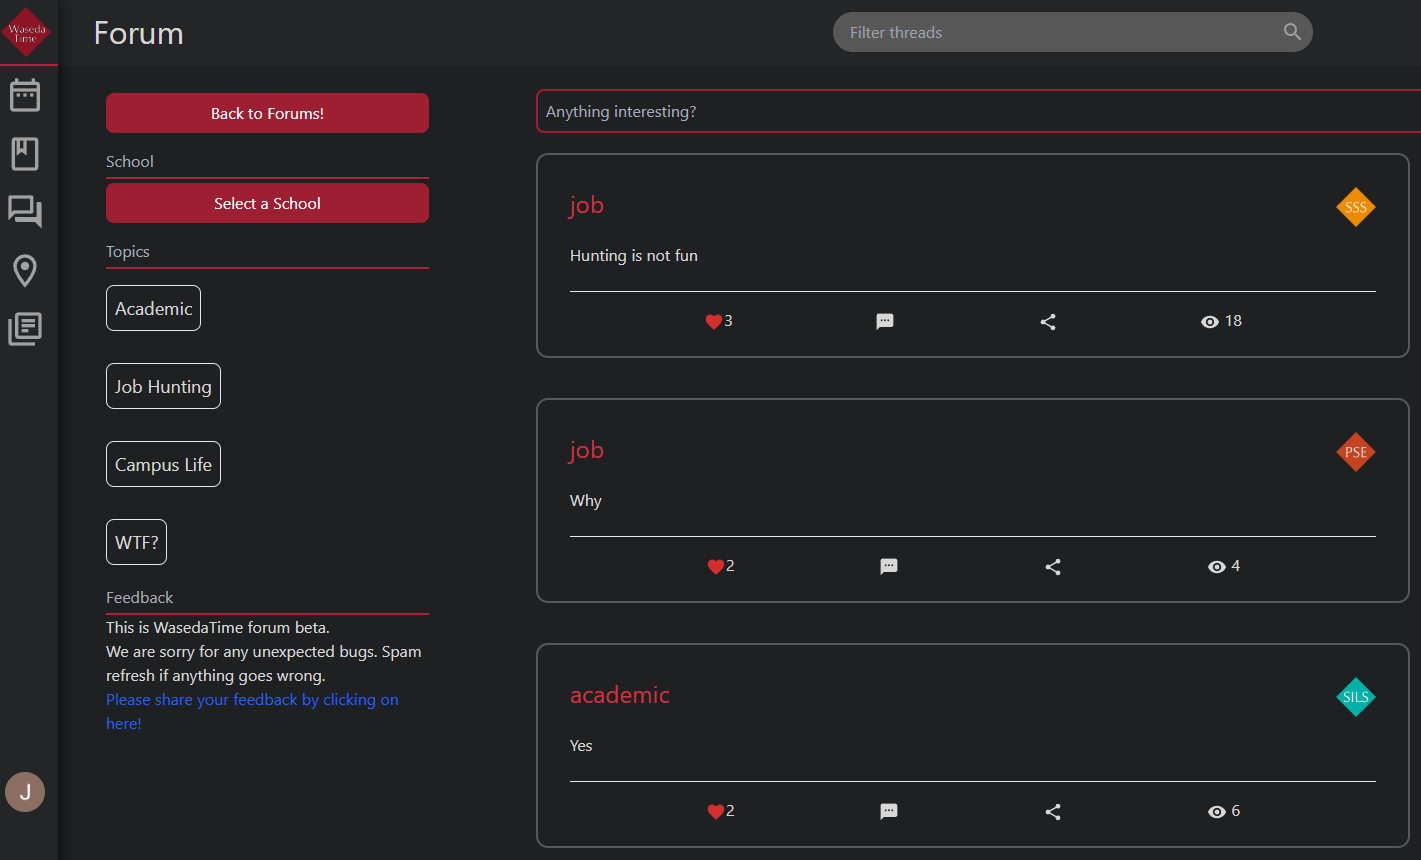 Waseda
Time
Forum
Filter threads
Back to Forums!
School
Select a School
Topics
Academic
Job Hunting
Campus Life
WTF?
Feedback
This is WasedaTime forum beta.
We are sorry for any unexpected bugs. Spam
refresh if anything goes wrong.
Please share your feedback by clicking on
here!
J
Anything interesting?
job
SSS
Hunting is not fun
3
18
job
PSE
Why
2
4
academic
SILS
Yes
2
6